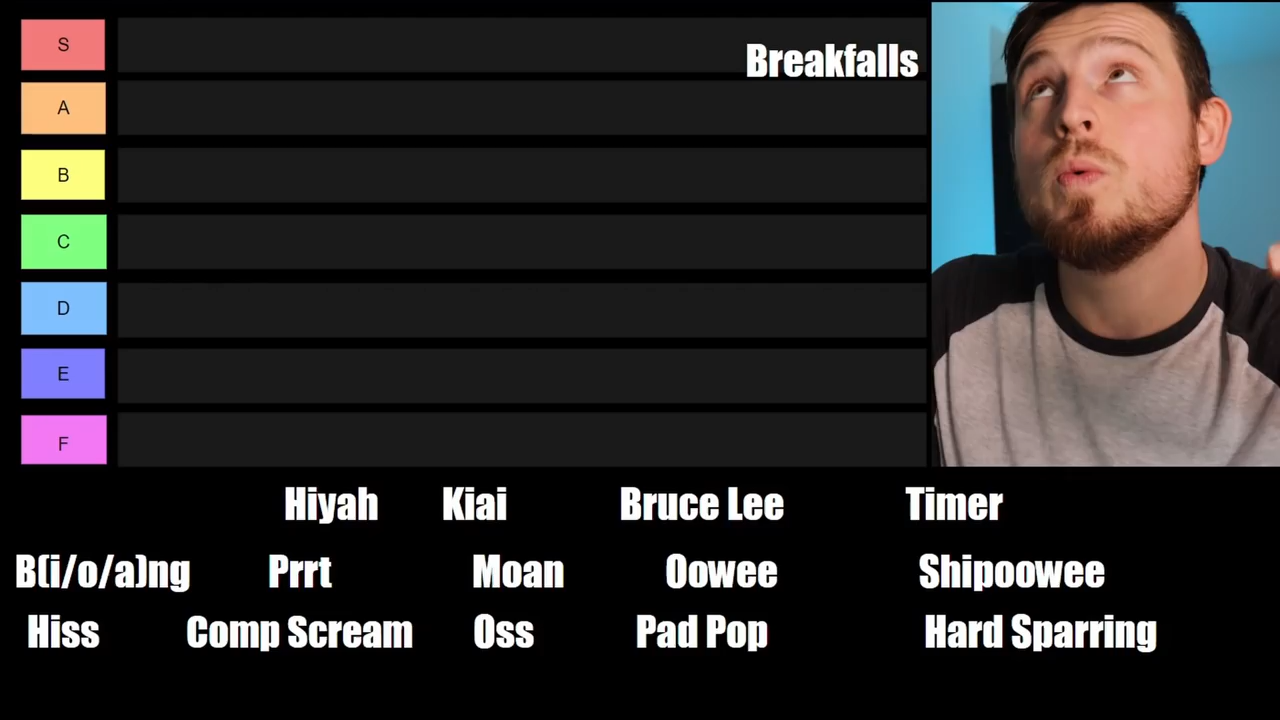 S
Breakfalls
A
B
C
D
E
F
Hiyah Kiai Bruce Lee Timer
B(i/o/a)ng Prrt Moan Oowee Shipoowee
Hiss Comp Scream Oss Pad Pop Hard Sparring